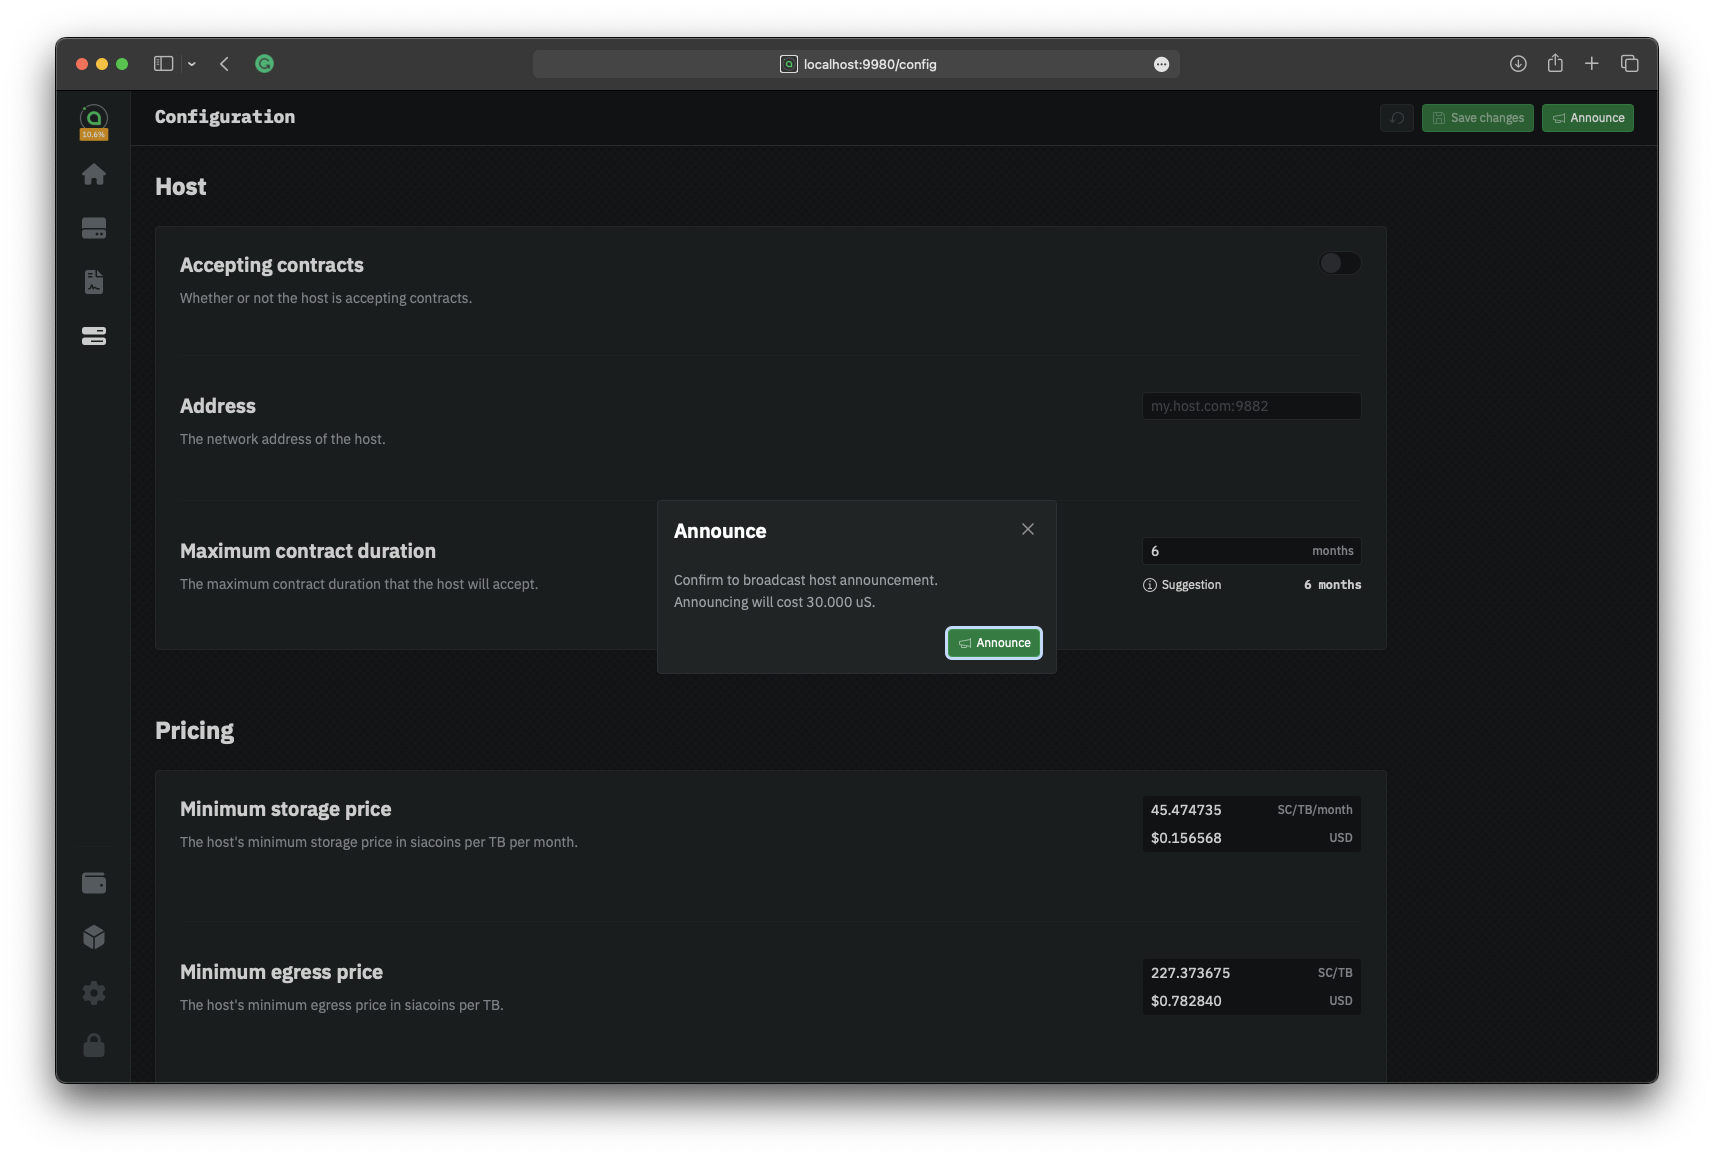 localhost:9980/config
10.6%
Configuration
Save changes
Announce
Host
Accepting contracts
Whether or not the host is accepting contracts.
Address
my.host.com:9882
The network address of the host.
Announce
Confirm to broadcast host announcement.
Announcing will cost 30.000 uS.
Announce
Maximum contract duration
6 months
The maximum contract duration that the host will accept.
Suggestion 6 months
Pricing
Minimum storage price
45.474735 SC/TB/month
The host's minimum storage price in siacoins per TB per month.
$0.156568 USD
Minimum egress price
227.373675 SC/TB
The host's minimum egress price in siacoins per TB.
$0.782840 USD